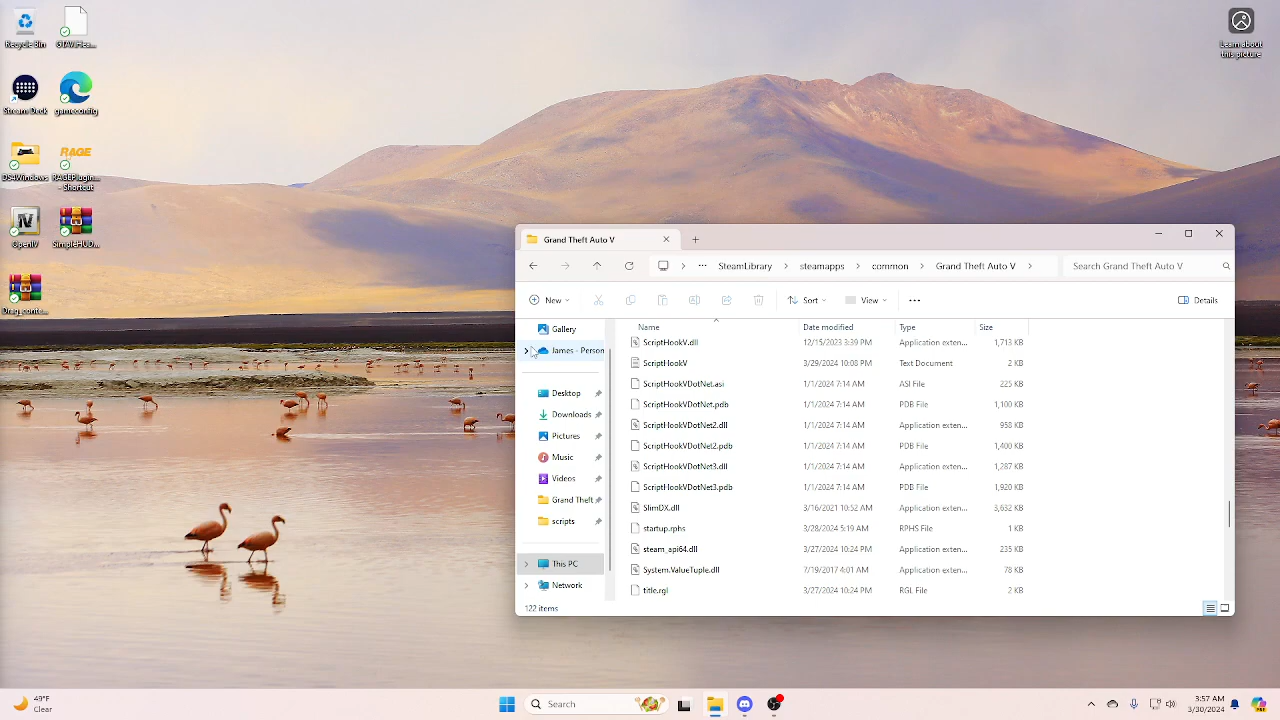 Recycle Bin
GTAV.Hea...
Stream Deck
gameconfig
DS4Windows
RAGE
RAGEPlugin...
- Shortcut
IV
OpenIV
SimpleHUD...
Drag_conte...
Learn about
this picture
Grand Theft Auto V
SteamLibrary
steamapps
common
Grand Theft Auto V
Search Grand Theft Auto V
New
Sort
View
Details
Gallery
James - Person
Desktop
Downloads
Pictures
Music
Videos
Grand Theft
scripts
This PC
Network
Name Date modified Type Size
ScriptHookV.dll 12/15/2023 3:39 PM Application exten... 1,713 KB
ScriptHookV 3/29/2024 10:08 PM Text Document 2 KB
ScriptHookVDotNet.asi 1/1/2024 7:14 AM ASI File 225 KB
ScriptHookVDotNet.pdb 1/1/2024 7:14 AM PDB File 1,100 KB
ScriptHookVDotNet2.dll 1/1/2024 7:14 AM Application exten... 958 KB
ScriptHookVDotNet2.pdb 1/1/2024 7:14 AM PDB File 1,400 KB
ScriptHookVDotNet3.dll 1/1/2024 7:14 AM Application exten... 1,287 KB
ScriptHookVDotNet3.pdb 1/1/2024 7:14 AM PDB File 1,920 KB
SlimDX.dll 3/16/2021 10:52 AM Application exten... 3,632 KB
startup.rphs 3/28/2024 5:19 AM RPHS File 1 KB
steam_api64.dll 3/27/2024 10:24 PM Application exten... 235 KB
System.ValueTuple.dll 7/19/2017 4:01 AM Application exten... 78 KB
title.rgl 3/27/2024 10:24 PM RGL File 2 KB
122 items
49°F
Clear
Search
3:57 AM
3/30/2024